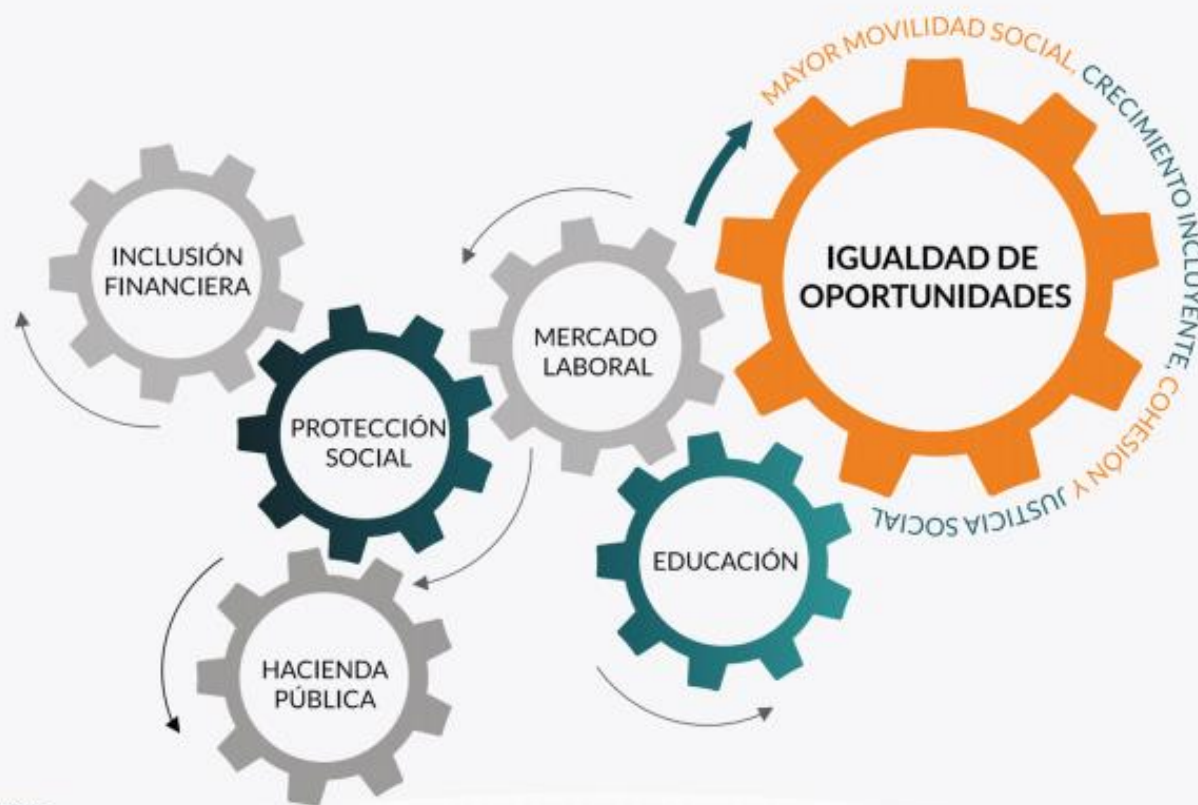 MAYOR MOVILIDAD SOCIAL, CRECIMIENTO INCLUYENTE, COHESIÓN Y JUSTICIA SOCIAL
INCLUSIÓN
FINANCIERA
MERCADO
LABORAL
IGUALDAD DE
OPORTUNIDADES
PROTECCIÓN
SOCIAL
EDUCACIÓN
HACIENDA
PÚBLICA